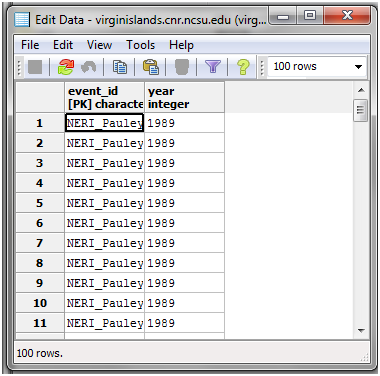 Edit Data - virginislands.cnr.ncsu.edu (virg...
File Edit View Tools Help
100 rows
event_id year
[PK] characte integer
1 NERI_Pauley 1989
2 NERI_Pauley 1989
3 NERI_Pauley 1989
4 NERI_Pauley 1989
5 NERI_Pauley 1989
6 NERI_Pauley 1989
7 NERI_Pauley 1989
8 NERI_Pauley 1989
9 NERI_Pauley 1989
10 NERI_Pauley 1989
11 NERI_Pauley 1989
100 rows.